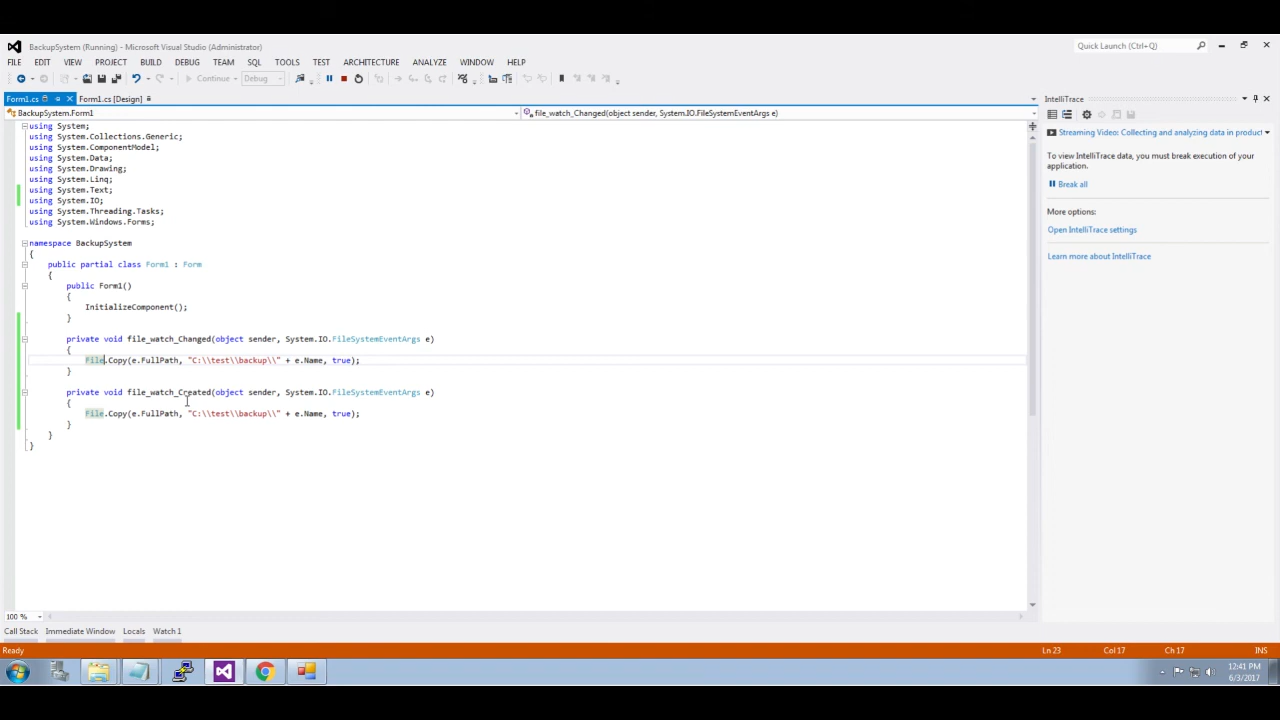 BackupSystem (Running) - Microsoft Visual Studio (Administrator)
Quick Launch (Ctrl+Q)
FILE EDIT VIEW PROJECT BUILD DEBUG TEAM SQL TOOLS TEST ARCHITECTURE ANALYZE WINDOW HELP
Continue Debug
Form1.cs Form1.cs [Design]
BackupSystem.Form1 file_watch_Changed(object sender, System.IO.FileSystemEventArgs e)
using System;
using System.Collections.Generic;
using System.ComponentModel;
using System.Data;
using System.Drawing;
using System.Linq;
using System.Text;
using System.IO;
using System.Threading.Tasks;
using System.Windows.Forms;
namespace BackupSystem
{
public partial class Form1 : Form
{
public Form1()
{
InitializeComponent();
}
private void file_watch_Changed(object sender, System.IO.FileSystemEventArgs e)
{
File.Copy(e.FullPath, "C:\\test\\backup\\" + e.Name, true);
}
private void file_watch_Created(object sender, System.IO.FileSystemEventArgs e)
{
File.Copy(e.FullPath, "C:\\test\\backup\\" + e.Name, true);
}
}
}
IntelliTrace
Streaming Video: Collecting and analyzing data in product
To view IntelliTrace data, you must break execution of your
application.
Break all
More options:
Open IntelliTrace settings
Learn more about IntelliTrace
100 %
Call Stack Immediate Window Locals Watch 1
Ready Ln 23 Col 17 Ch 17 INS
12:41 PM
6/3/2017